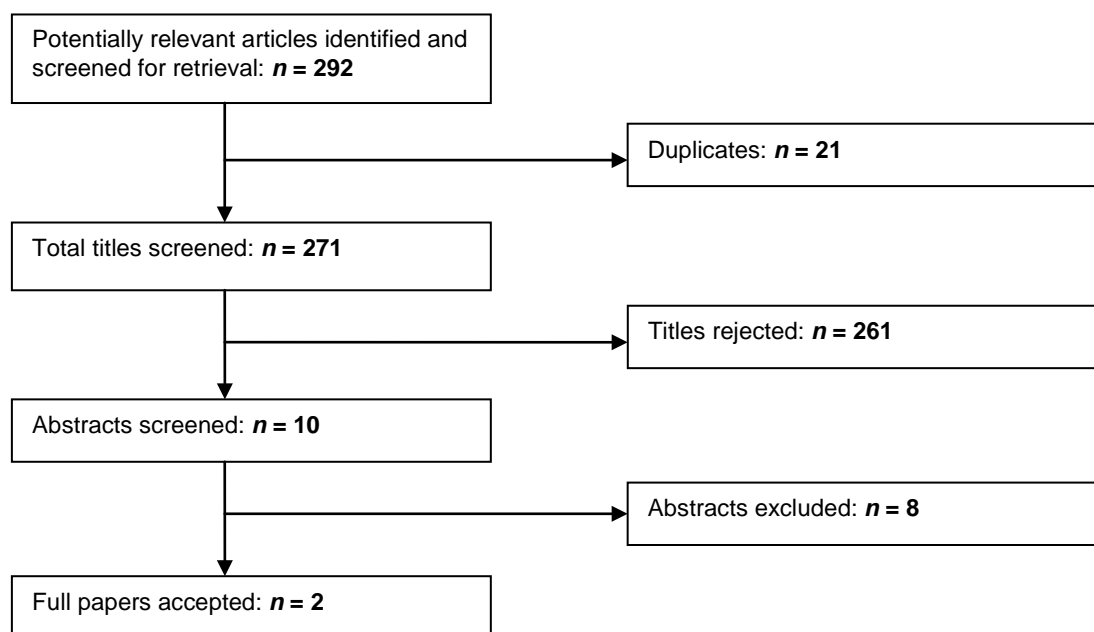 Potentially relevant articles identified and
screened for retrieval: n = 292
Duplicates: n = 21
Total titles screened: n = 271
Titles rejected: n = 261
Abstracts screened: n = 10
Abstracts excluded: n = 8
Full papers accepted: n = 2